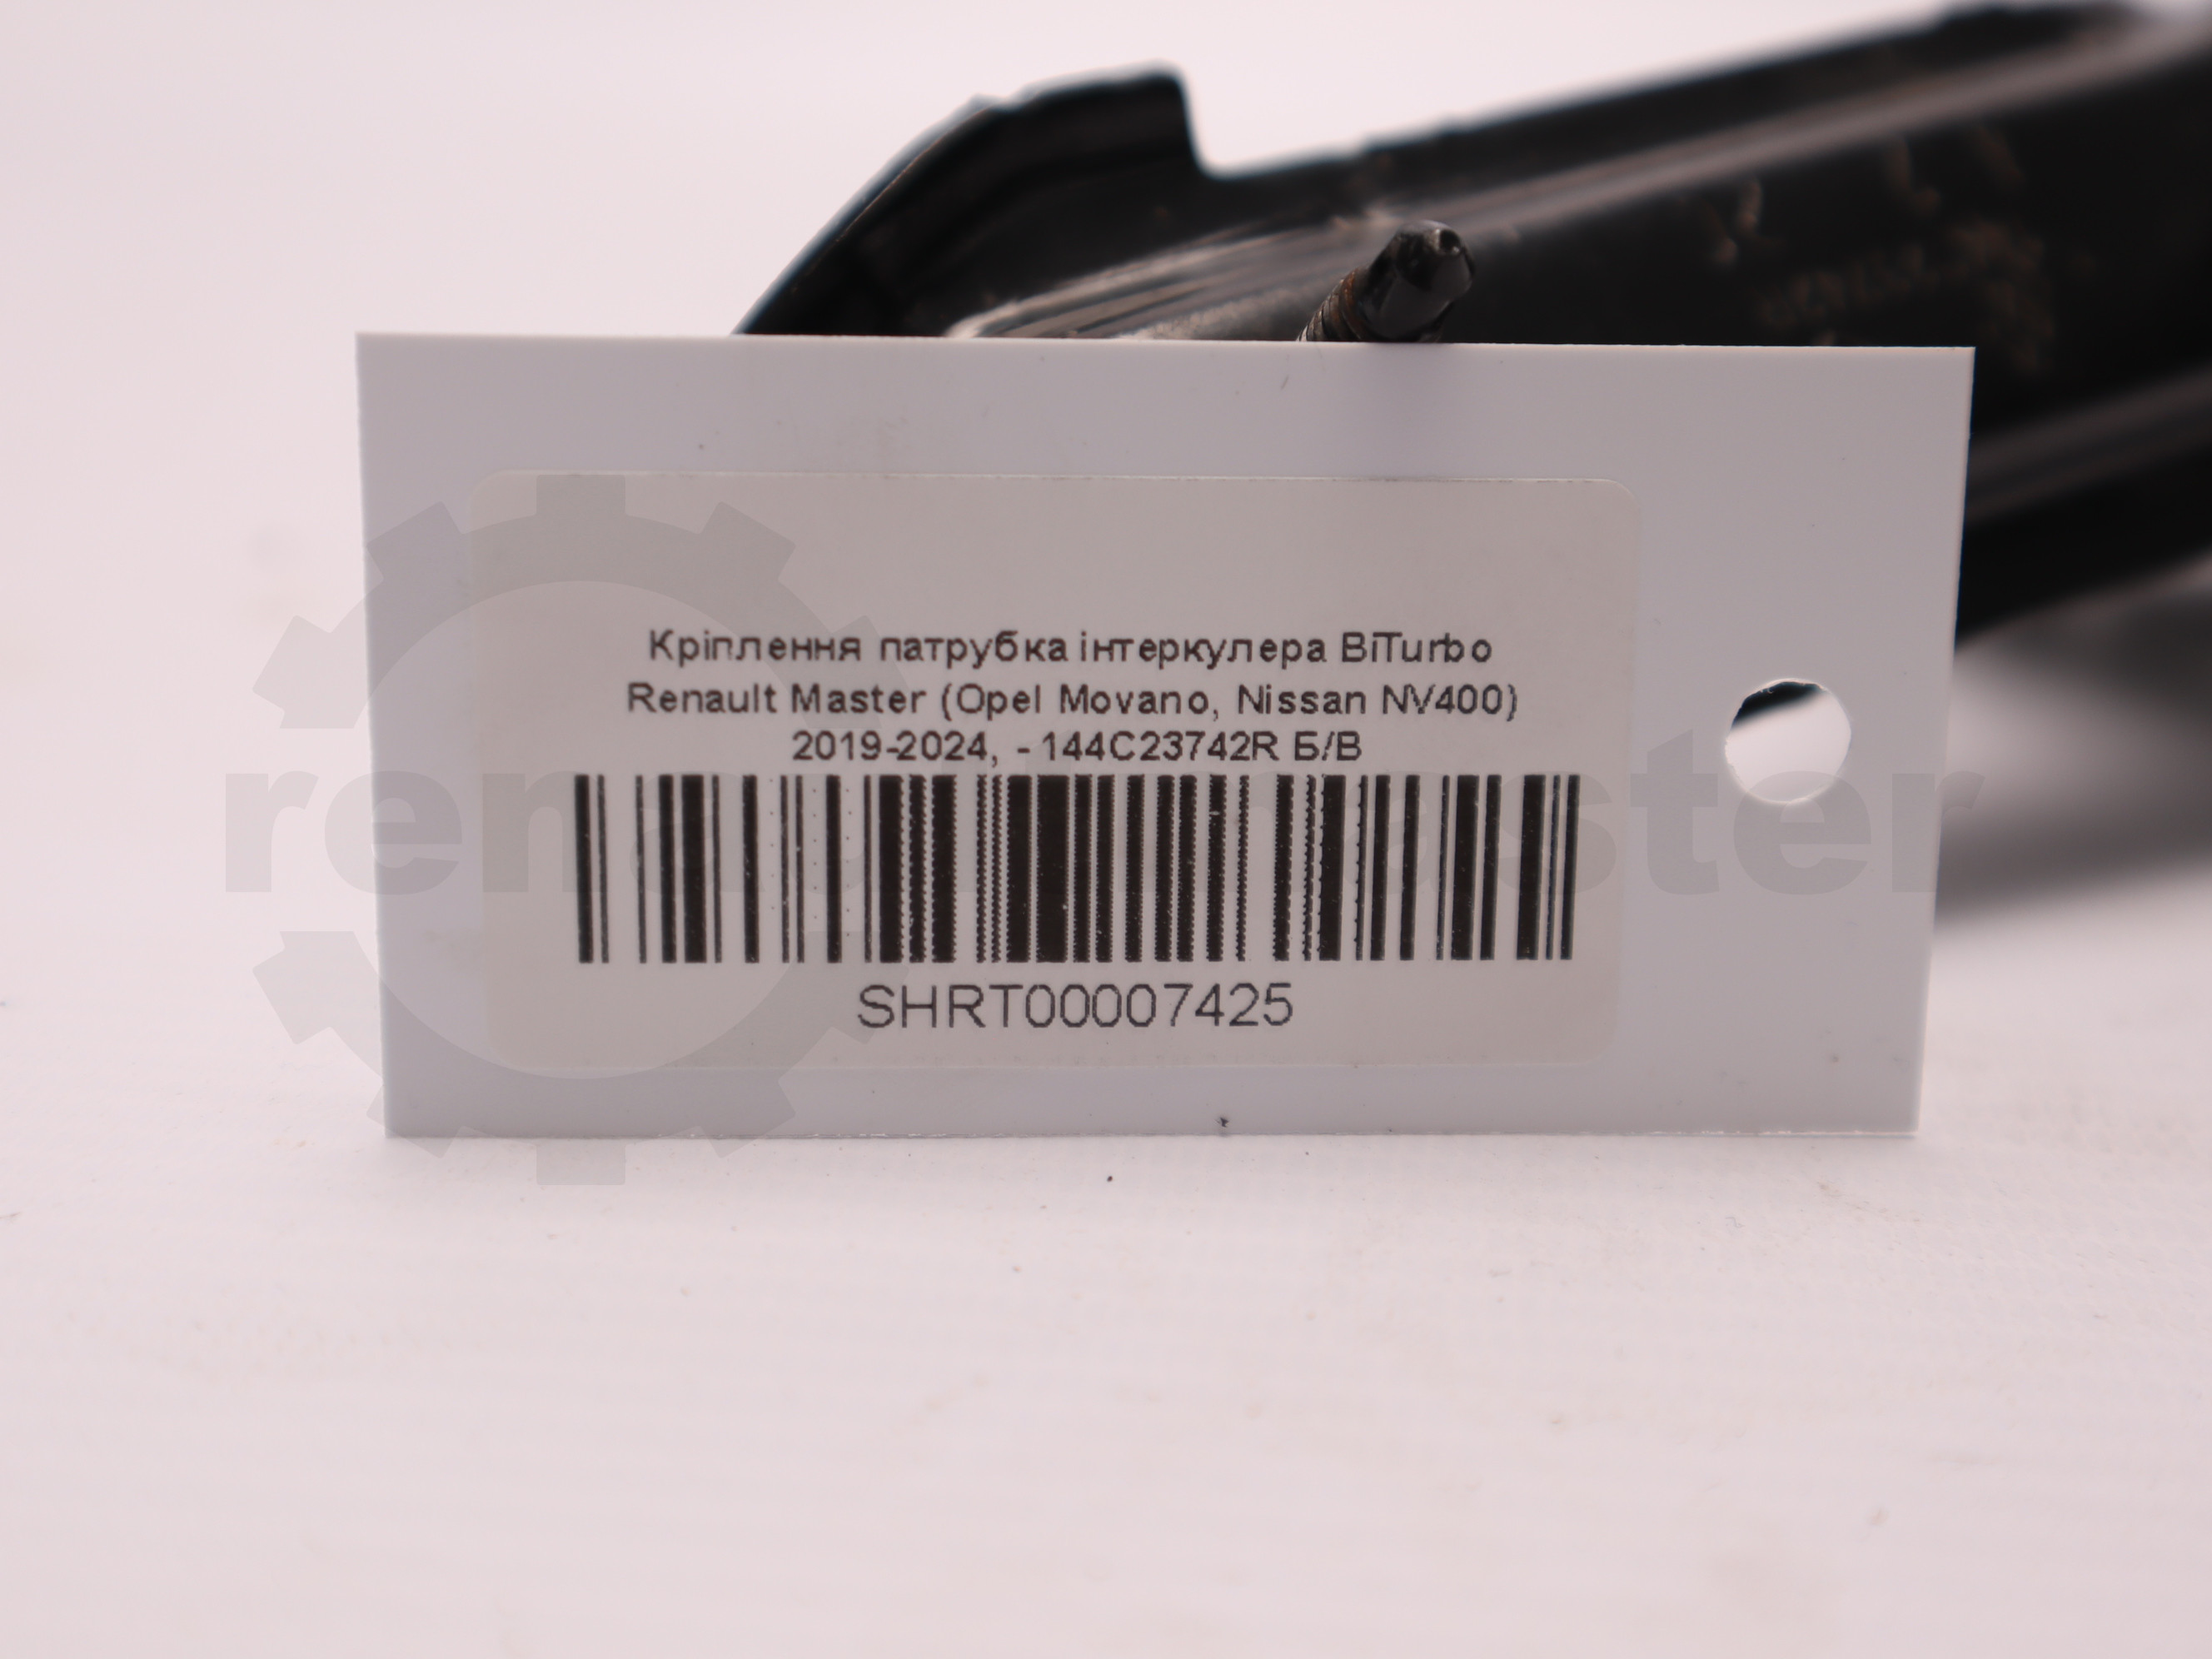 Кріплення патрубка інтеркулера BiTurbo
Renault Master (Opel Movano, Nissan NV400)
2019-2024, - 144C23742R Б/В
SHRT00007425